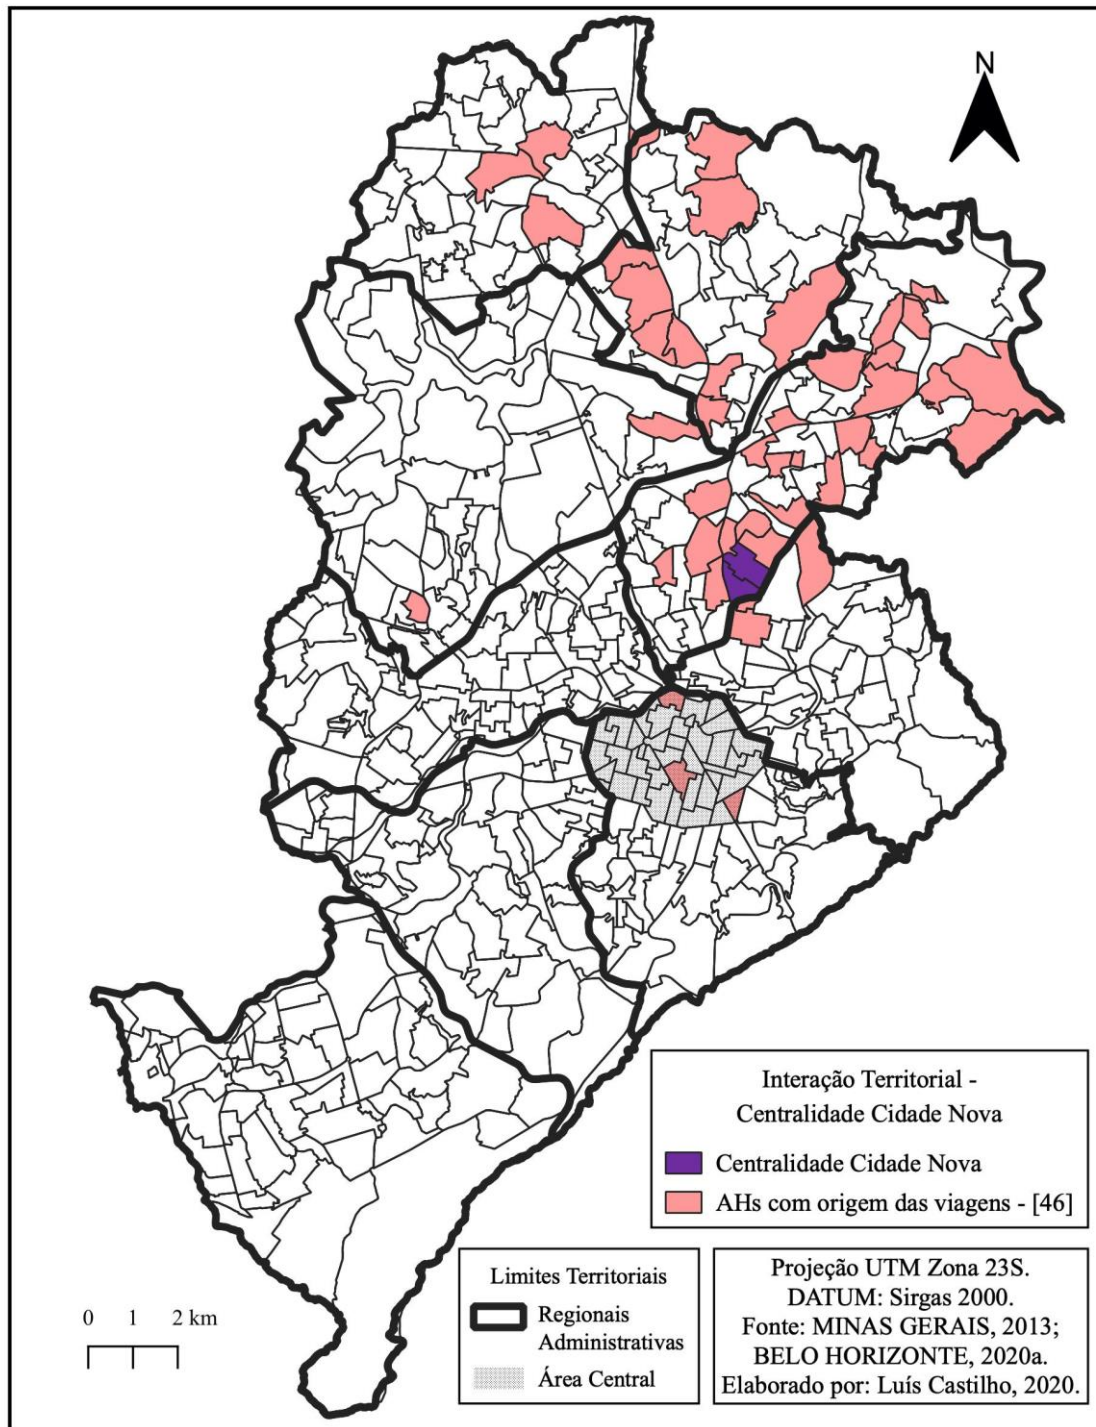 N
Interação Territorial -
Centralidade Cidade Nova
Centralidade Cidade Nova
AHs com origem das viagens - [46]
Limites Territoriais
Regionais
Administrativas
Área Central
Projeção UTM Zona 23S.
DATUM: Sirgas 2000.
Fonte: MINAS GERAIS, 2013;
BELO HORIZONTE, 2020a.
Elaborado por: Luís Castilho, 2020.
0 1 2 km